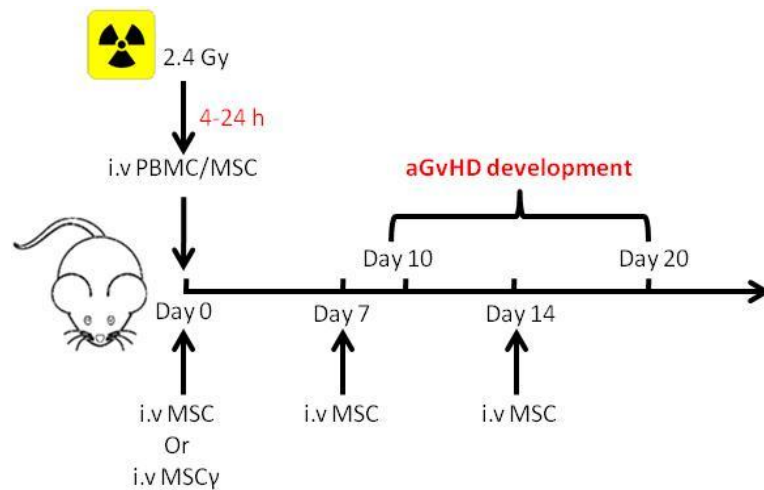 2.4 Gy
4-24 h
i.v PBMC/MSC
aGvHD development
Day 10
Day 20
Day 0
Day 7
Day 14
i.v MSC
Or
i.v MSCγ
i.v MSC
i.v MSC